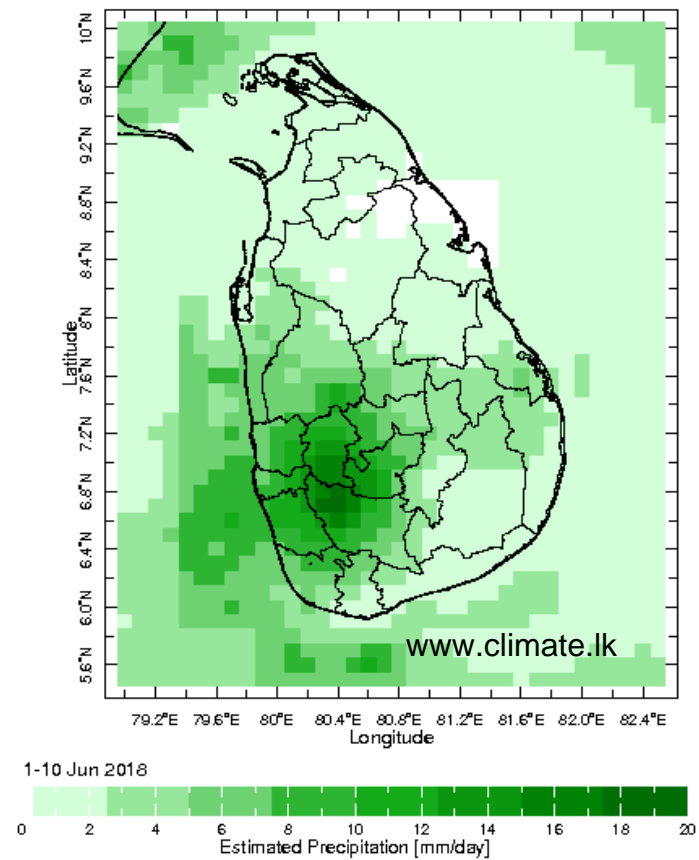 10°N
9.6°N
9.2°N
8.8°N
8.4°N
8°N
7.6°N
7.2°N
6.8°N
6.4°N
6.0°N
5.6°N
Latitude
www.climate.lk
79.2°E 79.6°E 80°E 80.4°E 80.8°E 81.2°E 81.6°E 82.0°E 82.4°E
Longitude
1-10 Jun 2018
0 2 4 6 8 10 12 14 16 18 20
Estimated Precipitation [mm/day]